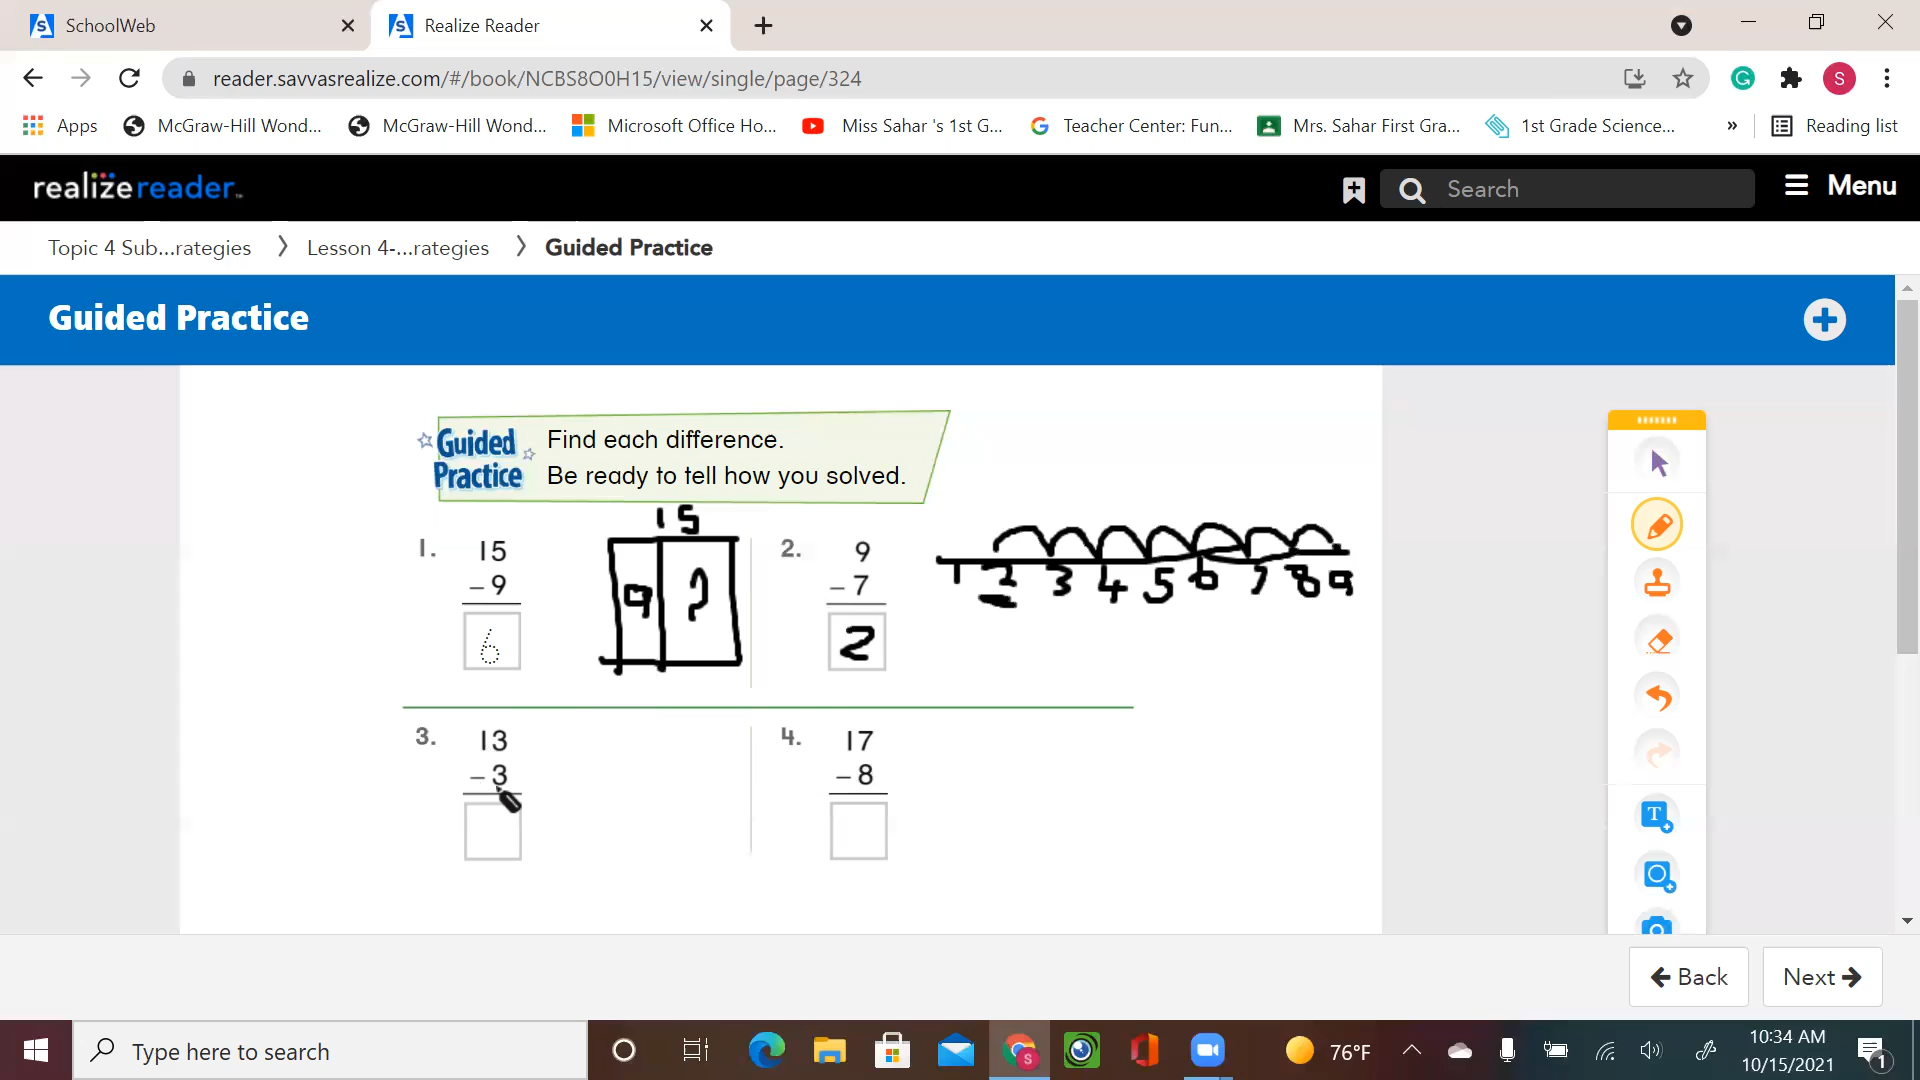 SchoolWeb
Realize Reader
reader.savvasrealize.com/#/book/NCBS8O0H15/view/single/page/324
S
Apps
McGraw-Hill Wond...
McGraw-Hill Wond...
Microsoft Office Ho...
Miss Sahar 's 1st G...
Teacher Center: Fun...
Mrs. Sahar First Gra...
1st Grade Science...
»
Reading list
realizereader™
Search
Menu
Topic 4 Sub...rategies
Lesson 4-...rategies
Guided Practice
Guided Practice
Guided
Practice
Find each difference.
Be ready to tell how you solved.
1.
15
- 9
6
15
9 ?
2.
9
- 7
2
1 2 3 4 5 6 7 8 9
3.
13
- 3
4.
17
- 8
Back
Next
Type here to search
76°F
10:34 AM
10/15/2021
1